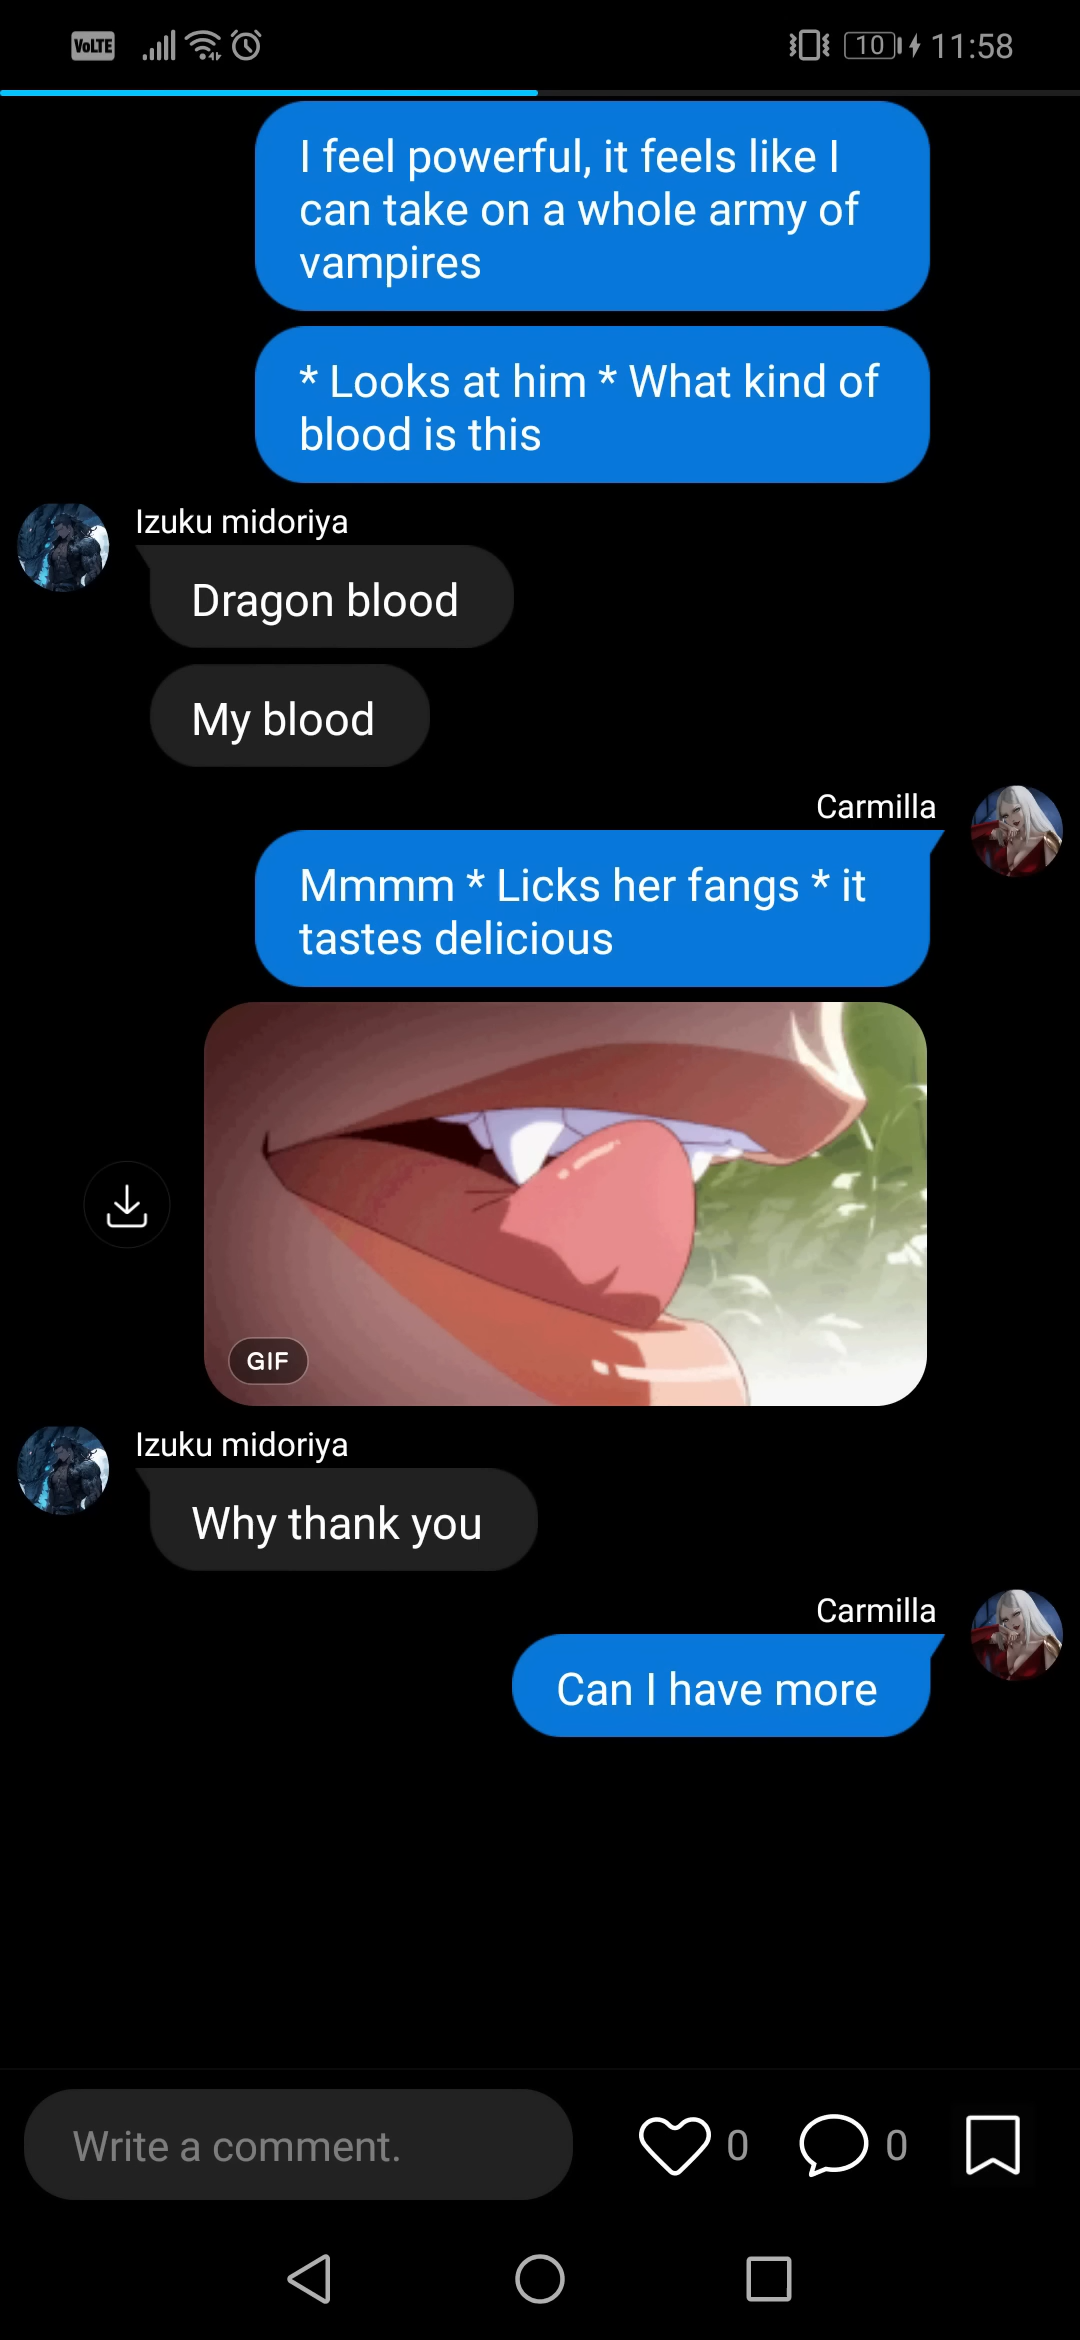 VoLTE 10 11:58
I feel powerful, it feels like I
can take on a whole army of
vampires
* Looks at him * What kind of
blood is this
Izuku midoriya
Dragon blood
My blood
Carmilla
Mmmm * Licks her fangs * it
tastes delicious
GIF
Izuku midoriya
Why thank you
Carmilla
Can I have more
Write a comment. 0 0